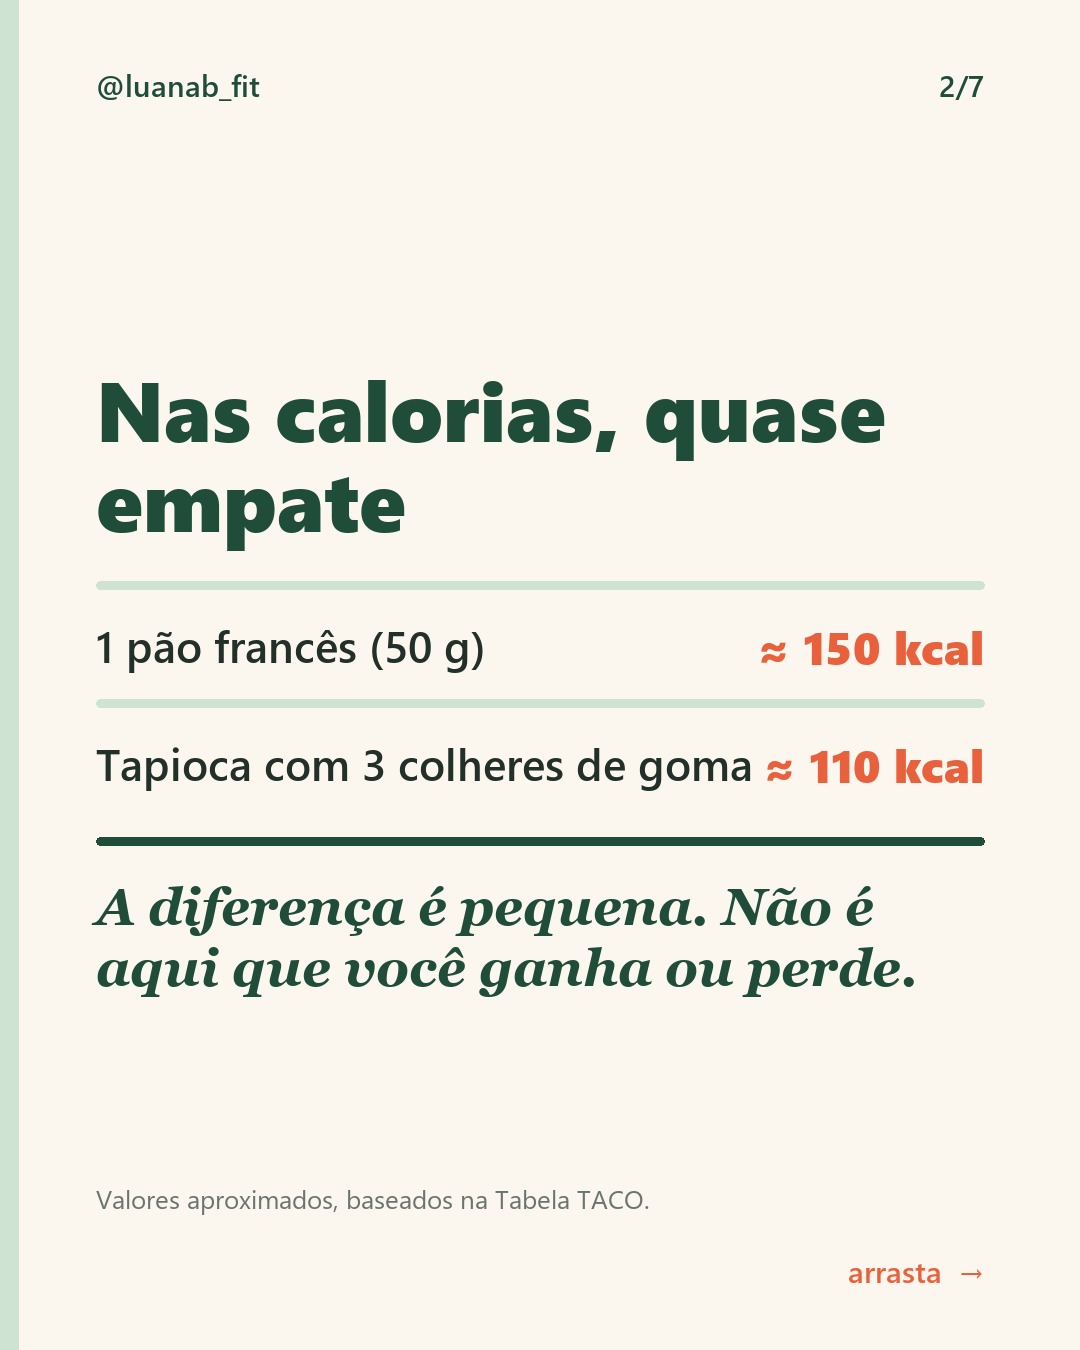 @luanab_fit
2/7
Nas calorias, quase
empate
1 pão francês (50 g) ≈ 150 kcal
Tapioca com 3 colheres de goma ≈ 110 kcal
A diferença é pequena. Não é
aqui que você ganha ou perde.
Valores aproximados, baseados na Tabela TACO.
arrasta →